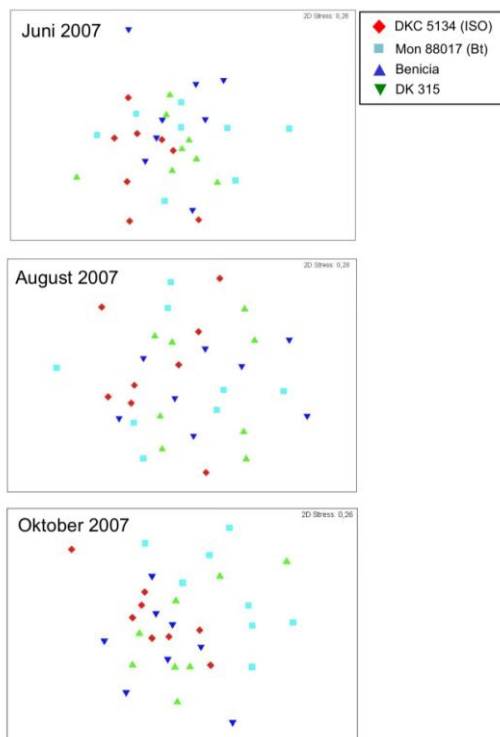 2D Stress: 0,26
Juni 2007
DKC 5134 (ISO)
Mon 88017 (Bt)
Benicia
DK 315
2D Stress: 0,28
August 2007
2D Stress: 0,26
Oktober 2007